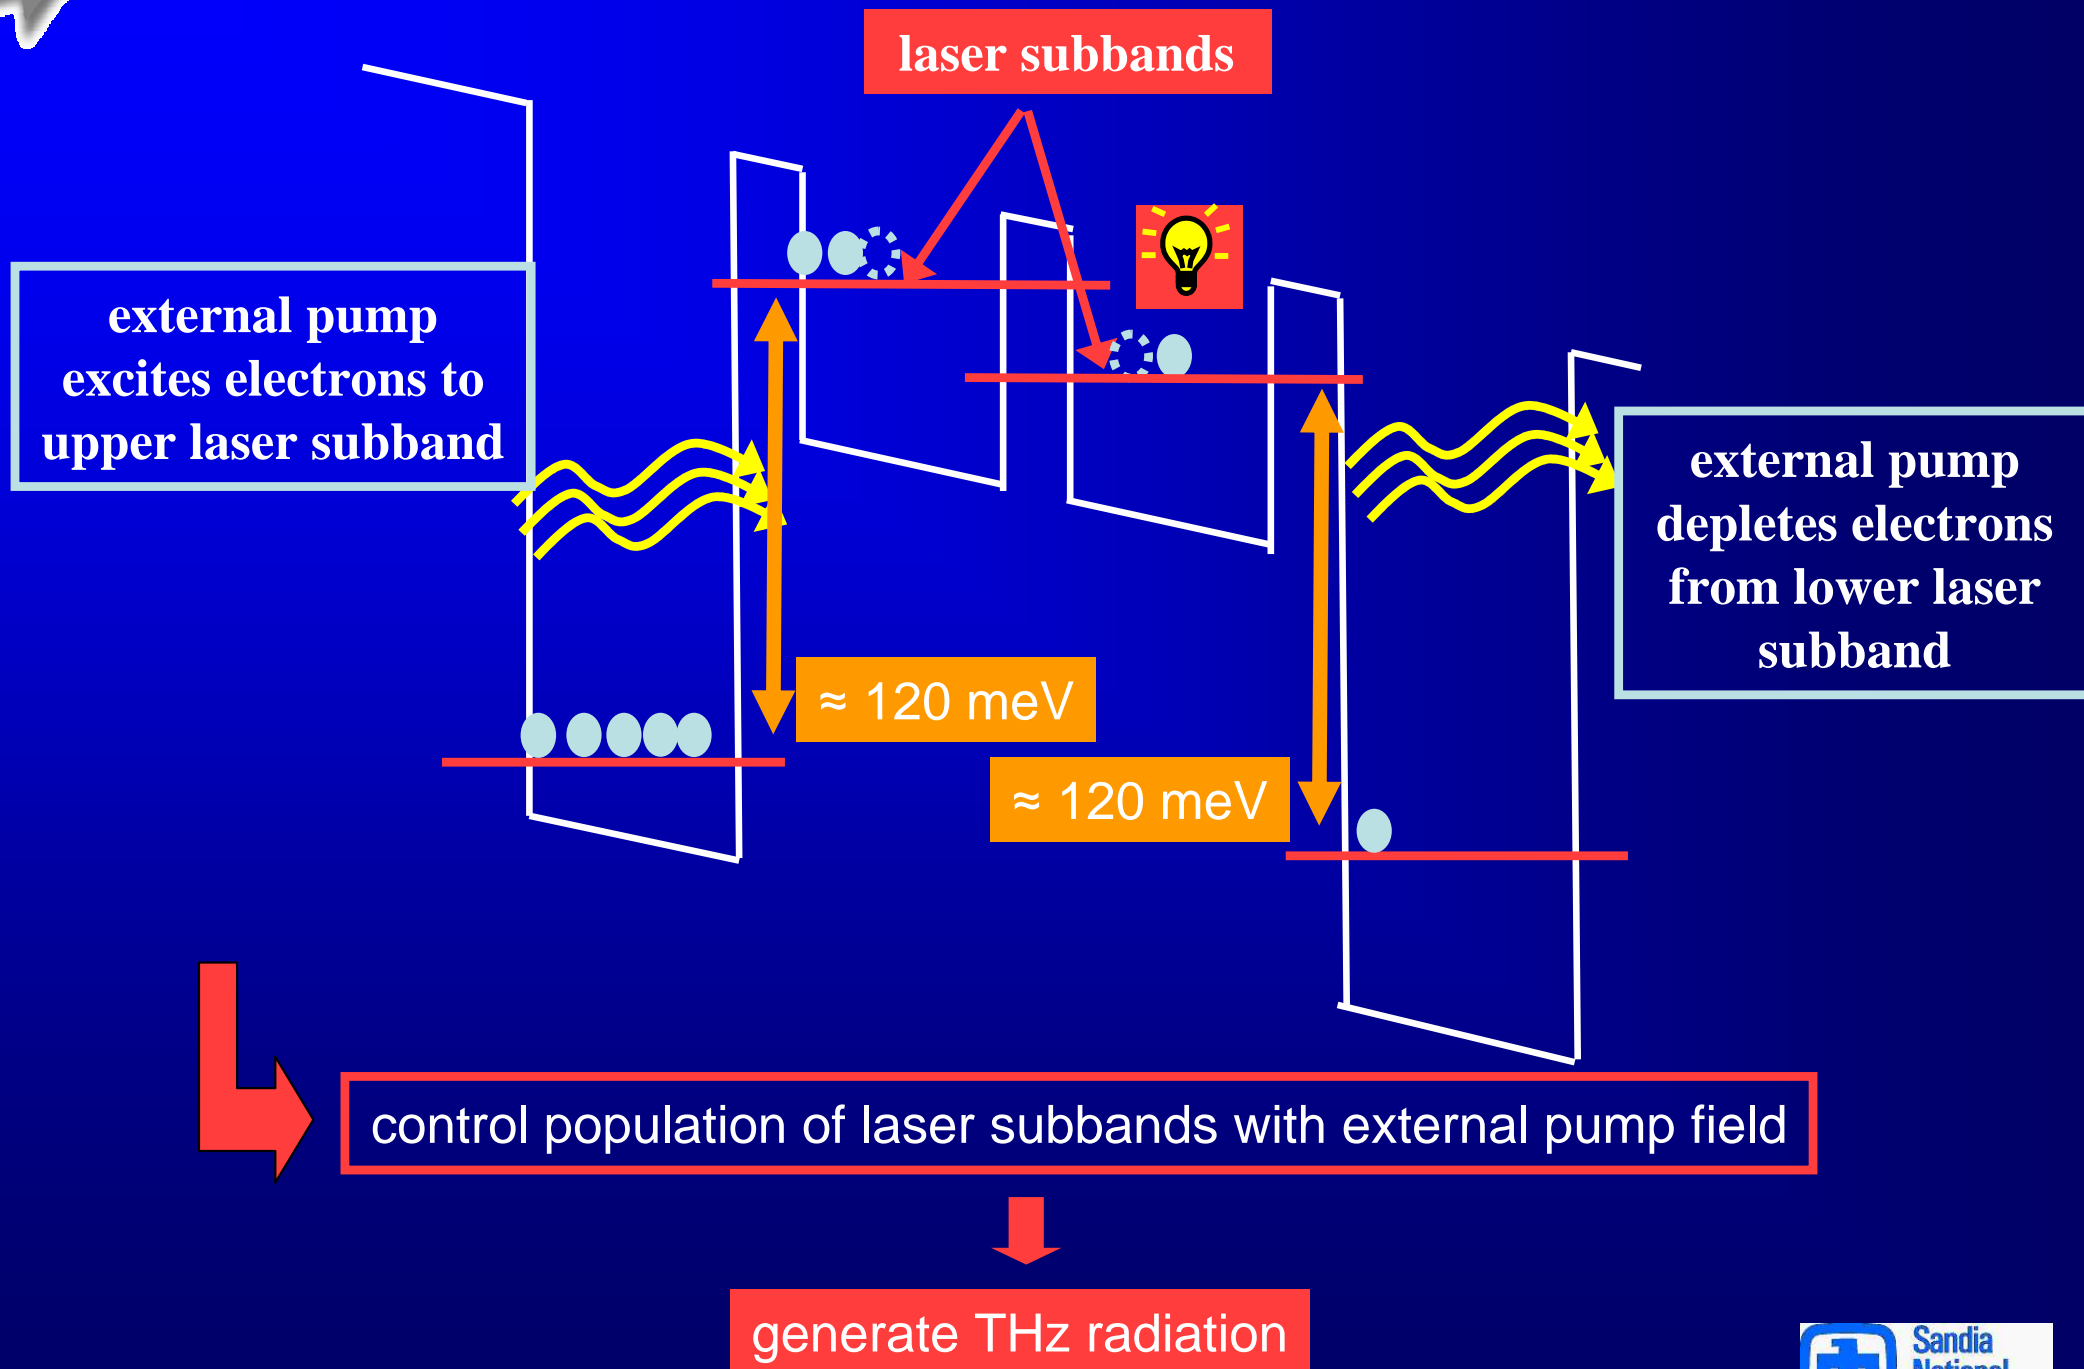 laser subbands
external pump
excites electrons to
upper laser subband
external pump
depletes electrons
from lower laser
subband
≈ 120 meV
≈ 120 meV
control population of laser subbands with external pump field
generate THz radiation
Sandia
National